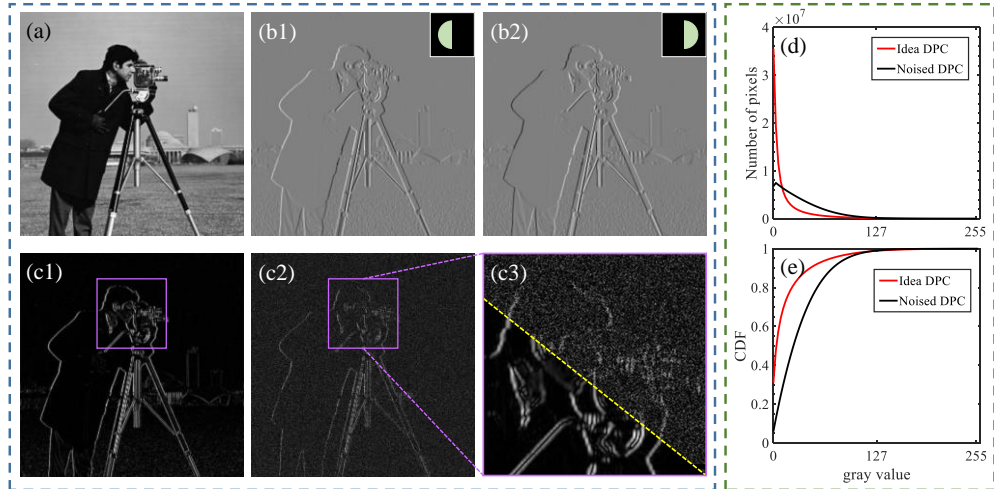 (a)
(b1)
(b2)
(c1)
(c2)
(c3)
×10⁷
(d)
Idea DPC
Noised DPC
Number of pixels
4
3
2
1
0
0
127
255
(e)
Idea DPC
Noised DPC
CDF
1
0.8
0.6
0.4
0.2
0
0
127
255
gray value